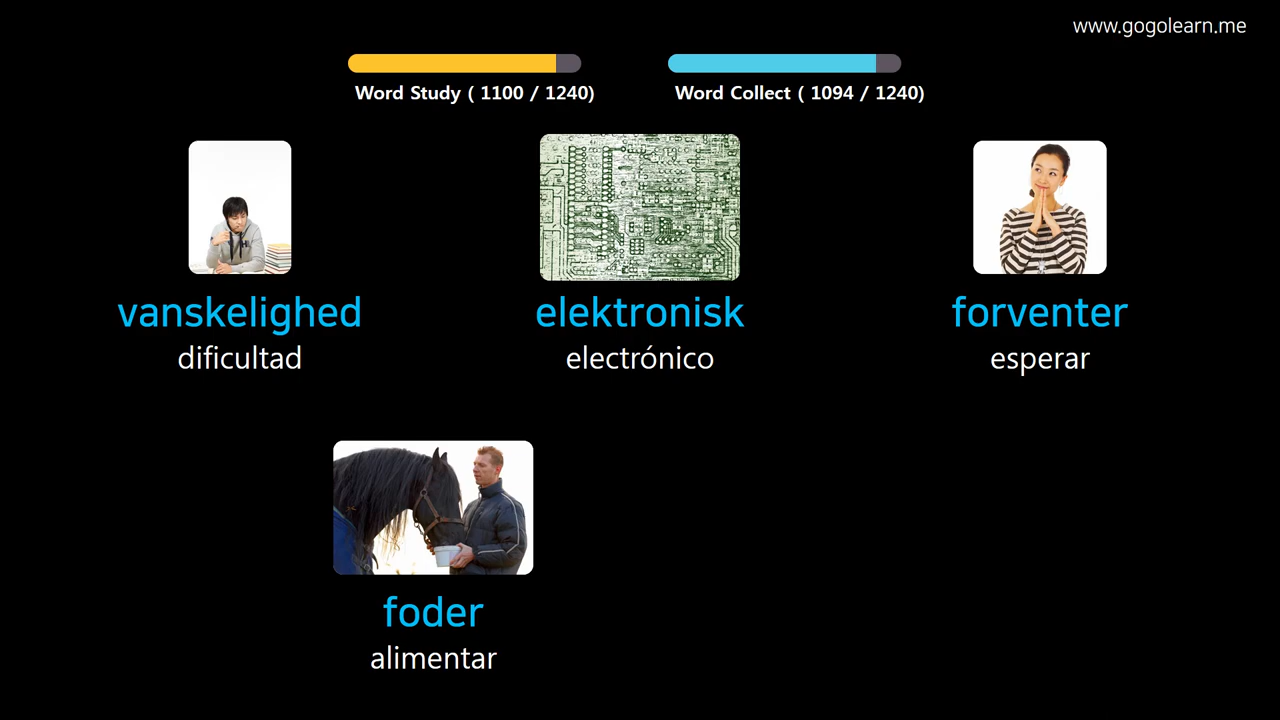 www.gogolearn.me
Word Study ( 1100 / 1240)
Word Collect ( 1094 / 1240)
vanskelighed
dificultad
elektronisk
electrónico
forventer
esperar
foder
alimentar